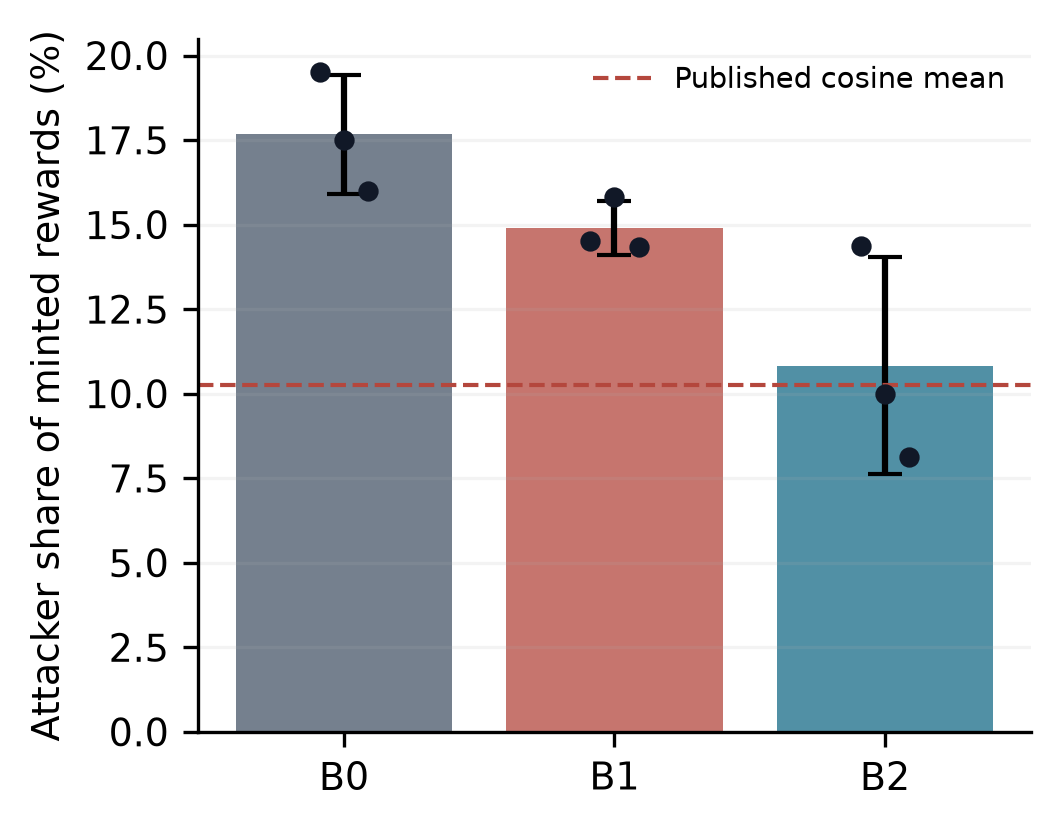 Attacker share of minted rewards (%)
20.0
17.5
15.0
12.5
10.0
7.5
5.0
2.5
0.0
Published cosine mean
B0
B1
B2